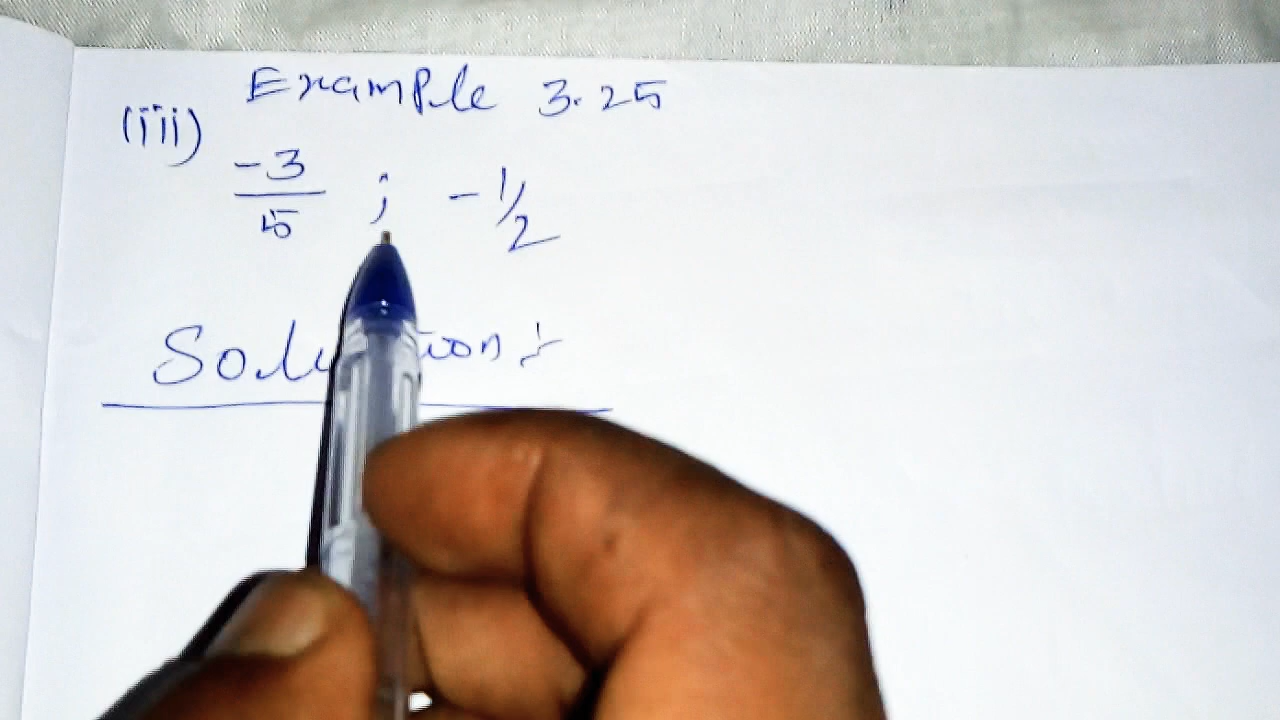 Example 3.25
(iii)
-3/5 ; -1/2
Solution :-